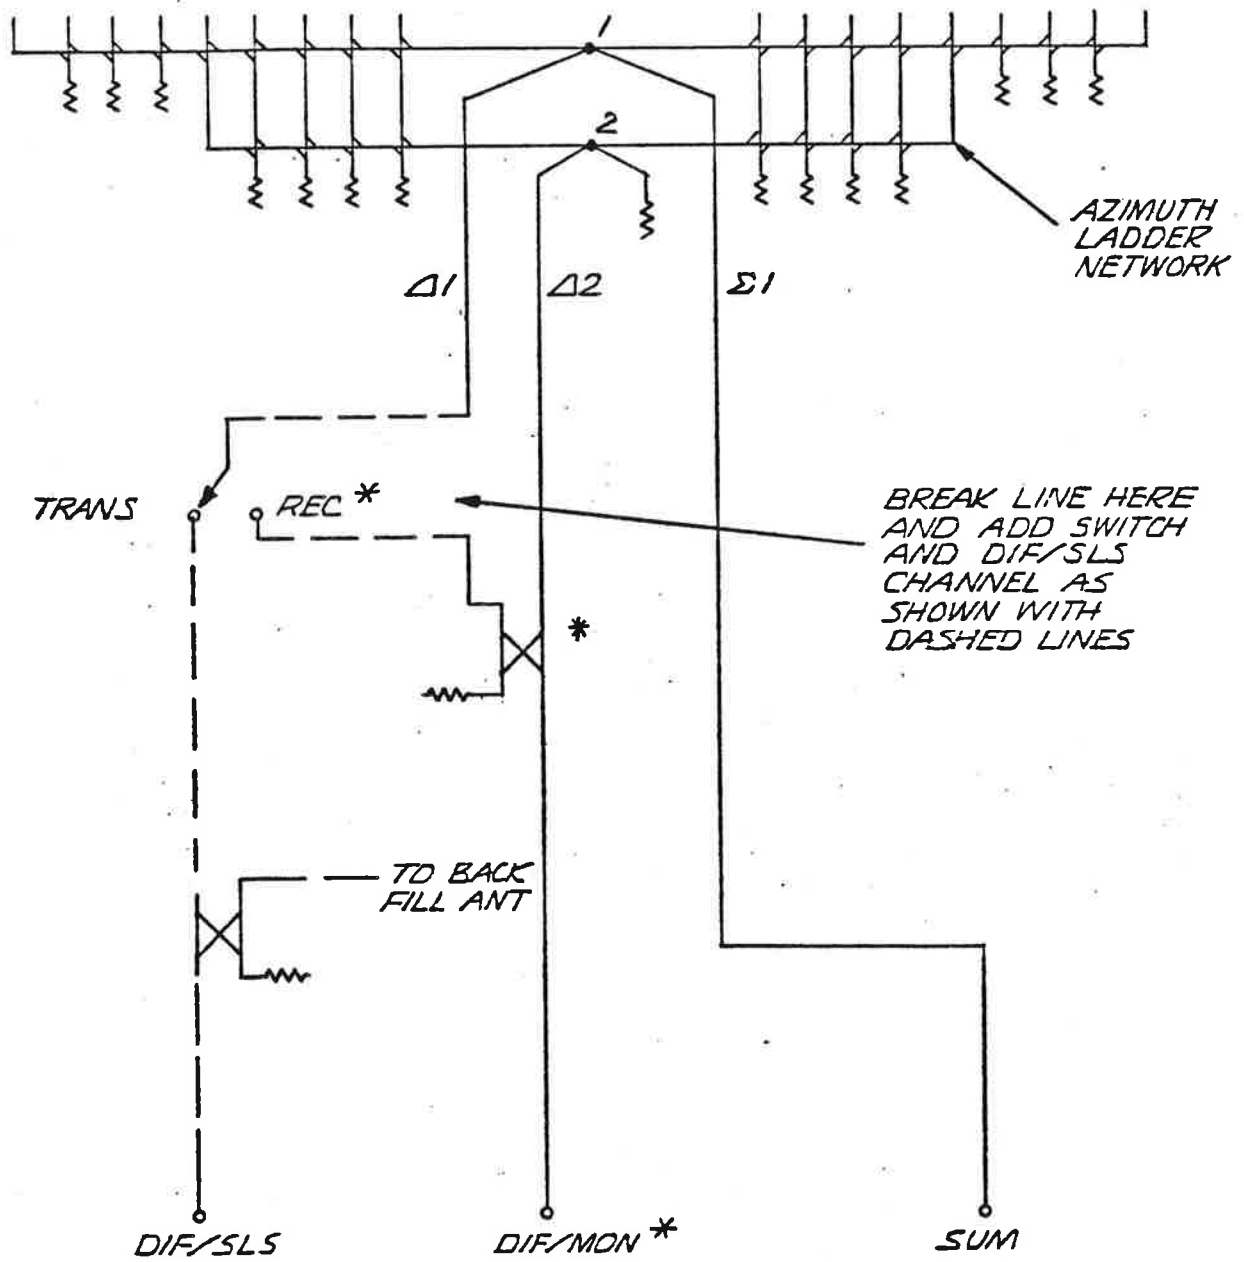 1
2
AZIMUTH
LADDER
NETWORK
Δ1
Δ2
Σ1
TRANS
REC *
BREAK LINE HERE
AND ADD SWITCH
AND DIF/SLS
CHANNEL AS
SHOWN WITH
DASHED LINES
*
TO BACK
FILL ANT
DIF/SLS
DIF/MON *
SUM